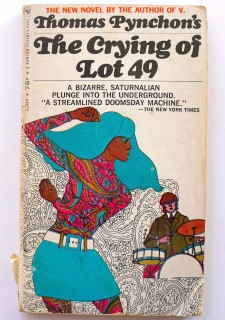 THE NEW NOVEL BY THE AUTHOR OF V.
Thomas Pynchon's
The Crying of
Lot 49
A BIZARRE, SATURNALIAN
PLUNGE INTO THE UNDERGROUND.
"A STREAMLINED DOOMSDAY MACHINE."
—THE NEW YORK TIMES